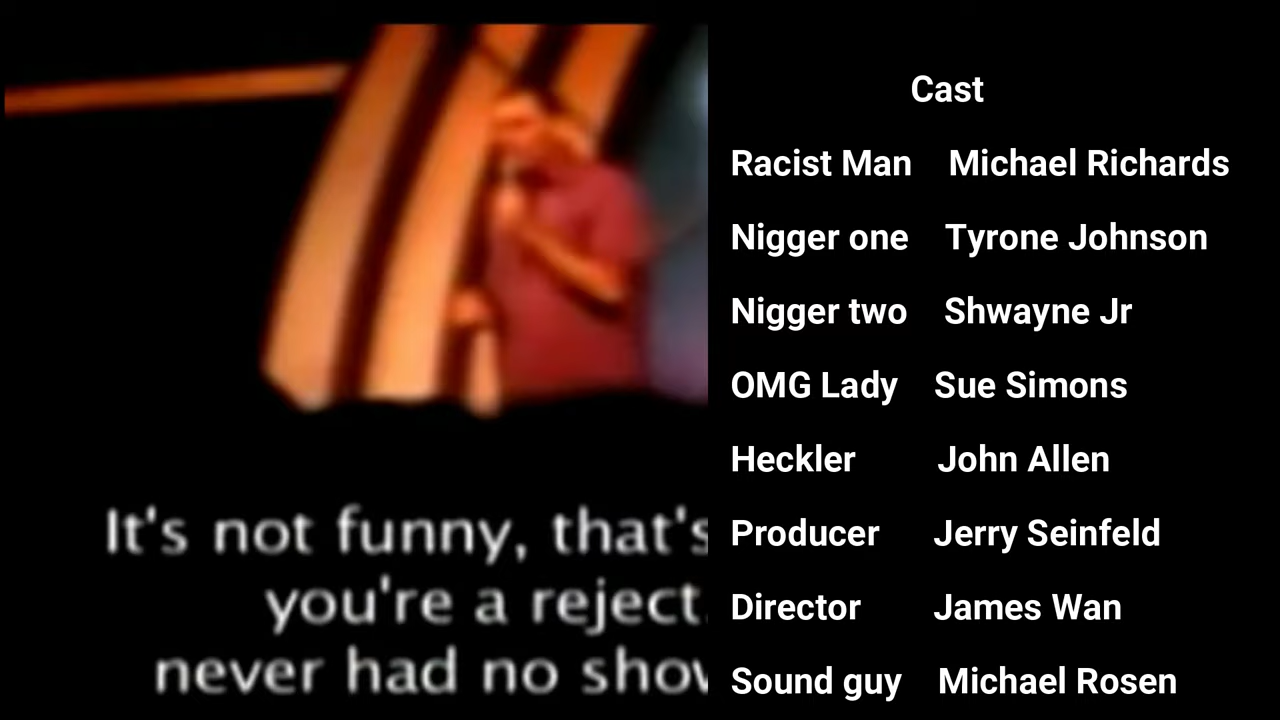 It's not funny, that's
you're a reject.
never had no show
Cast
Racist Man Michael Richards
Nigger one Tyrone Johnson
Nigger two Shwayne Jr
OMG Lady Sue Simons
Heckler John Allen
Producer Jerry Seinfeld
Director James Wan
Sound guy Michael Rosen